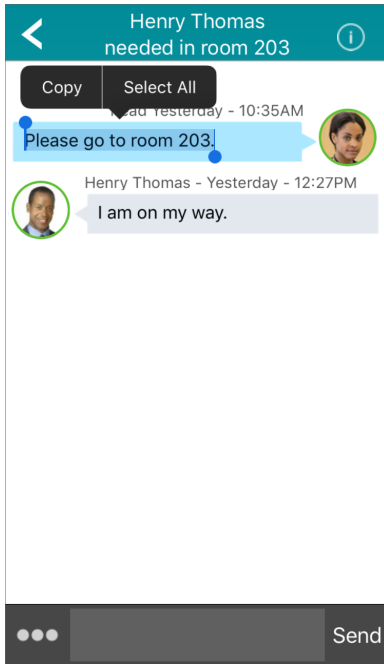 Henry Thomas
needed in room 203
Copy Select All
Yesterday - 10:35AM
Please go to room 203.
Henry Thomas - Yesterday - 12:27PM
I am on my way.
Send